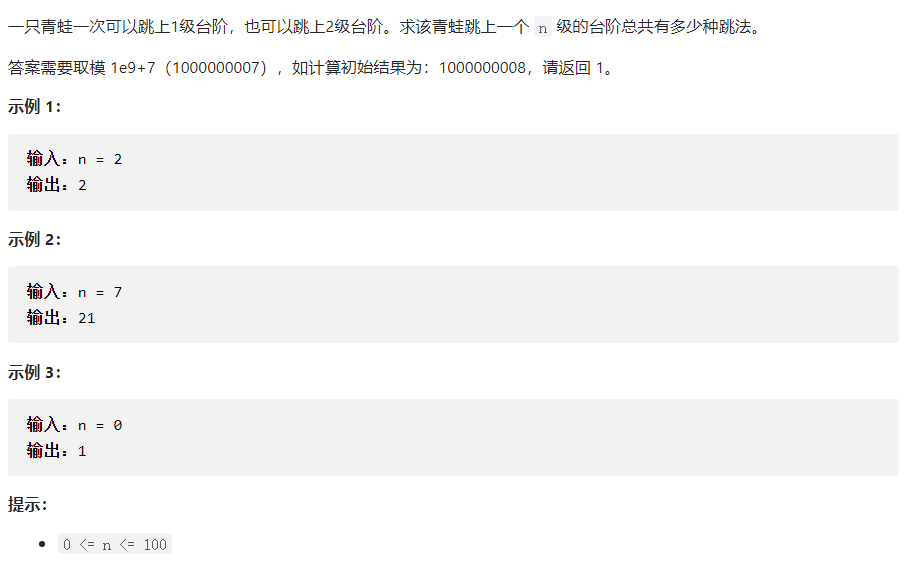 一只青蛙一次可以跳上1级台阶，也可以跳上2级台阶。求该青蛙跳上一个 n 级的台阶总共有多少种跳法。
答案需要取模 1e9+7（1000000007），如计算初始结果为：1000000008，请返回 1。
示例 1：
输入：n = 2
输出：2
示例 2：
输入：n = 7
输出：21
示例 3：
输入：n = 0
输出：1
提示：
• 0 <= n <= 100